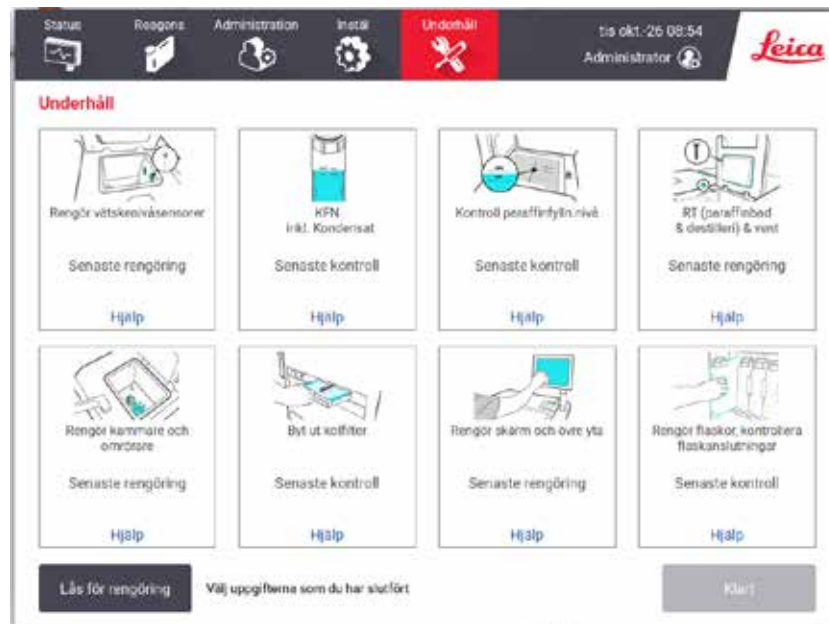 Status
Reagens
Administration
Instäl
Underhåll
tis okt.-26 08:54
Administrator
Leica
Underhåll
Rengör vätskenivåsensorer
Senaste rengöring
Hjälp
KFN
inkl. Kondensat
Senaste kontroll
Hjälp
Kontroll paraffinfylln.nivå
Senaste kontroll
Hjälp
RT (paraffinbad
& destilleri) & vent
Senaste rengöring
Hjälp
Rengör kammare och
omrörare
Senaste rengöring
Hjälp
Byt ut kolfilter
Senaste kontroll
Hjälp
Rengör skärm och övre yta
Senaste rengöring
Hjälp
Rengör flaskor, kontrollera
flaskanslutningar
Senaste kontroll
Hjälp
Lås för rengöring
Välj uppgifterna som du har slutfört
Klart